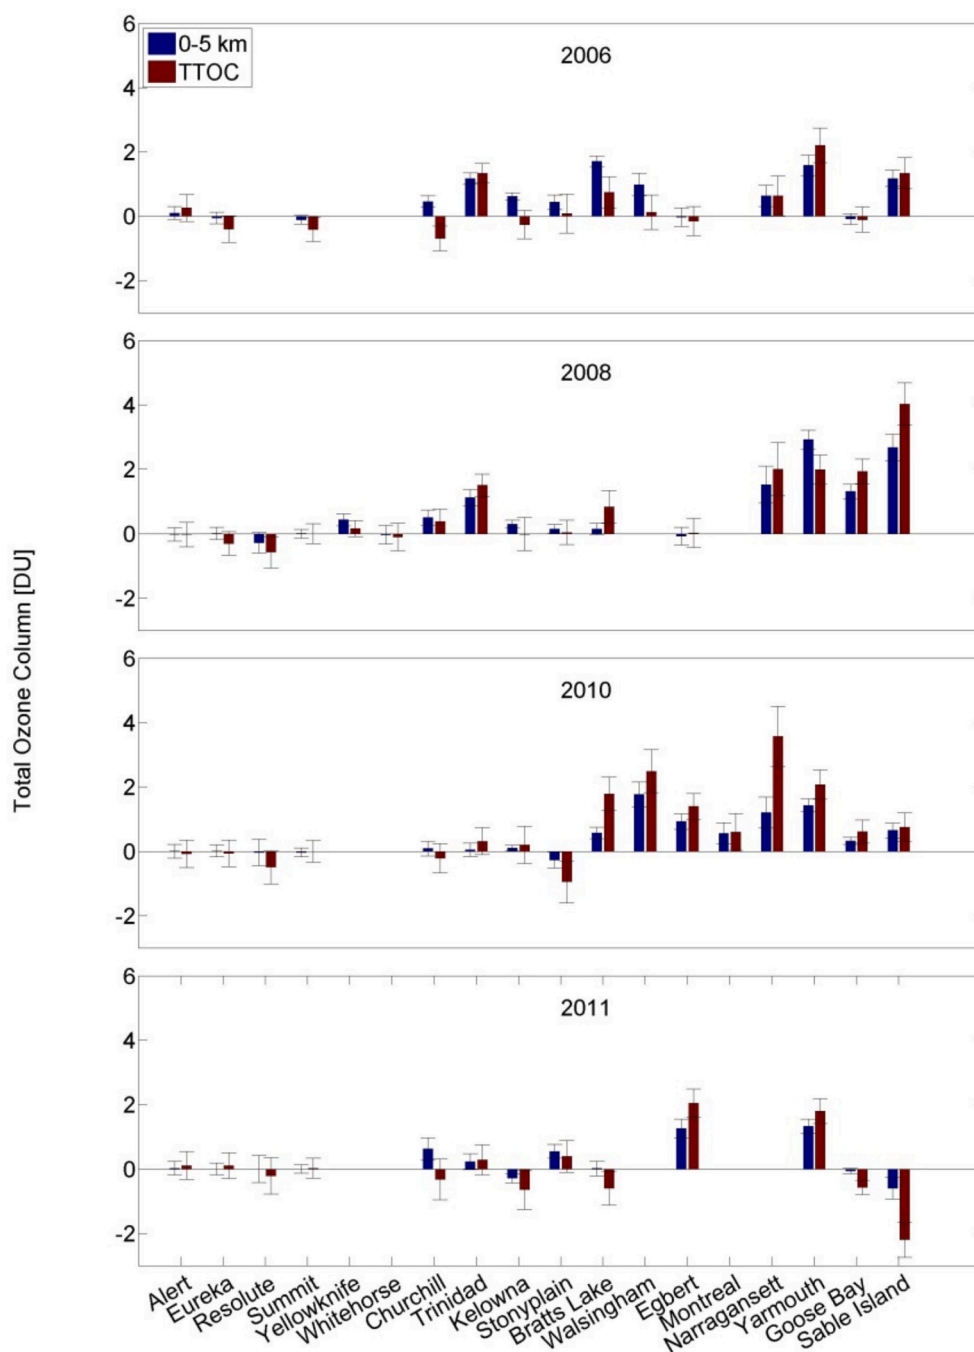 Total Ozone Column [DU]
0-5 km
TTOC
2006
6
4
2
0
-2
2008
6
4
2
0
-2
2010
6
4
2
0
-2
2011
6
4
2
0
-2
Alert
Eureka
Resolute
Summit
Yellowknife
Whitehorse
Churchill
Trinidad
Kelowna
Stonyplain
Bratts Lake
Walsingham
Egbert
Montreal
Narragansett
Yarmouth
Goose Bay
Sable Island